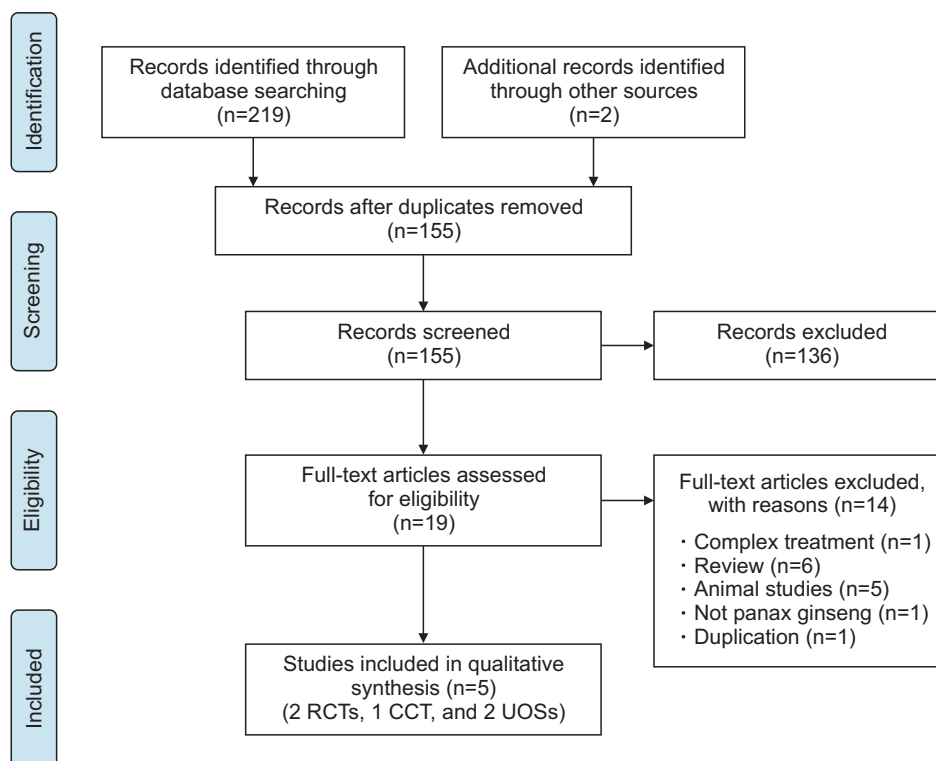 Identification
Records identified through
database searching
(n=219)
Additional records identified
through other sources
(n=2)
Records after duplicates removed
(n=155)
Screening
Records screened
(n=155)
Records excluded
(n=136)
Eligibility
Full-text articles assessed
for eligibility
(n=19)
Full-text articles excluded,
with reasons (n=14)
· Complex treatment (n=1)
· Review (n=6)
· Animal studies (n=5)
· Not panax ginseng (n=1)
· Duplication (n=1)
Included
Studies included in qualitative
synthesis (n=5)
(2 RCTs, 1 CCT, and 2 UOSs)